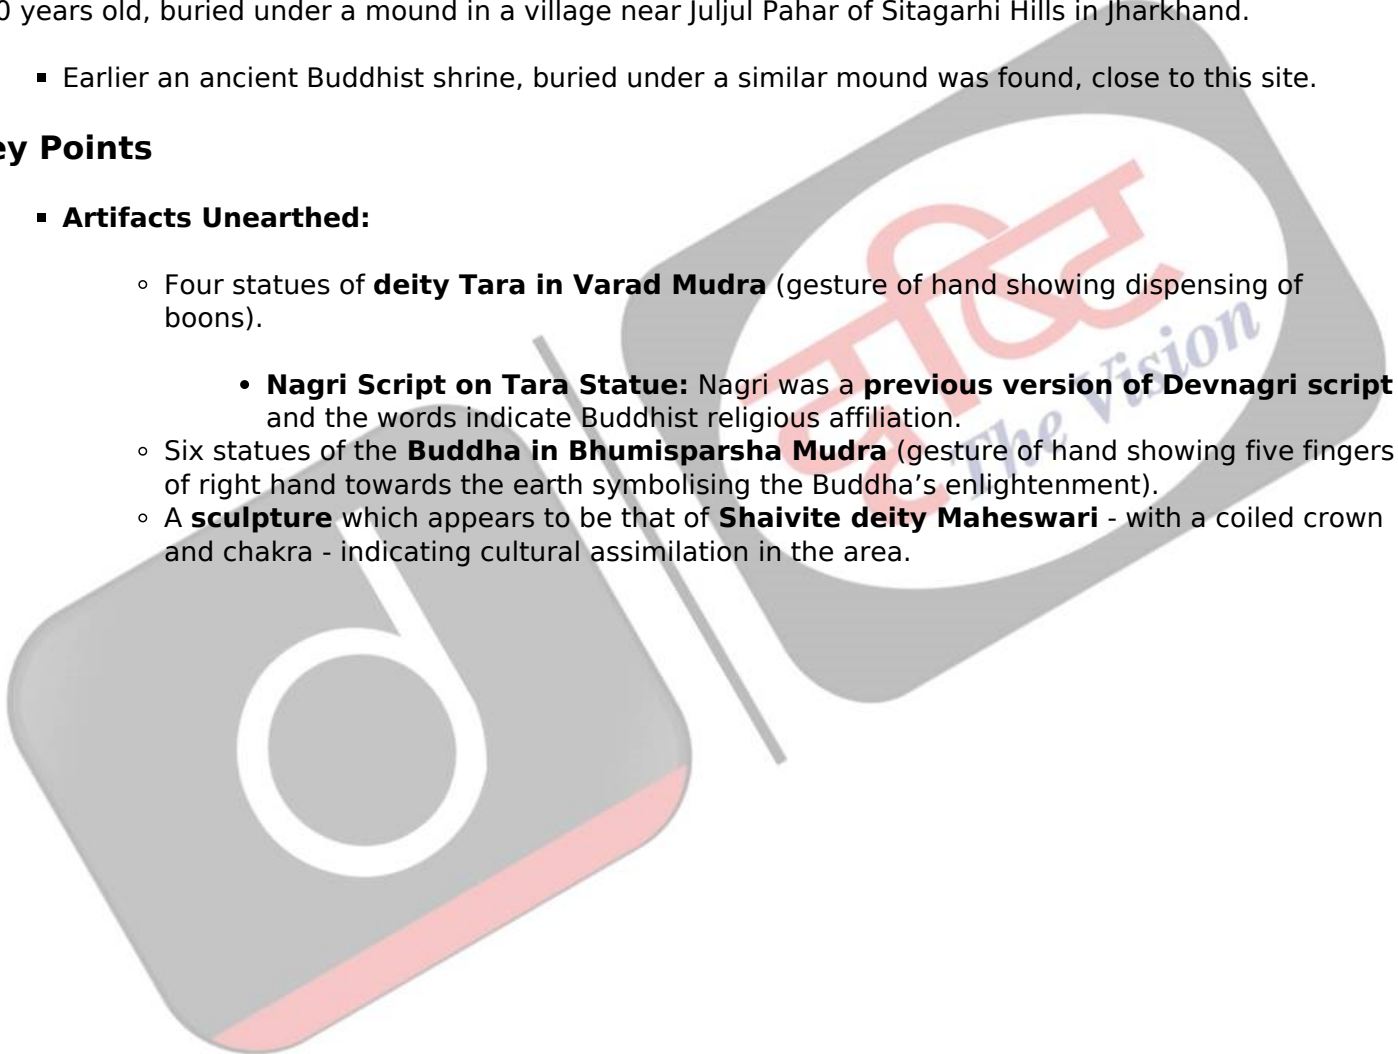 0 years old, buried under a mound in a village near Juljul Pahar of Sitagarhi Hills in Jharkhand.
▪ Earlier an ancient Buddhist shrine, buried under a similar mound was found, close to this site.
ey Points
▪ Artifacts Unearthed:
◦ Four statues of deity Tara in Varad Mudra (gesture of hand showing dispensing of
boons).
• Nagri Script on Tara Statue: Nagri was a previous version of Devnagri script
and the words indicate Buddhist religious affiliation.
◦ Six statues of the Buddha in Bhumisparsha Mudra (gesture of hand showing five fingers
of right hand towards the earth symbolising the Buddha’s enlightenment).
◦ A sculpture which appears to be that of Shaivite deity Maheswari - with a coiled crown
and chakra - indicating cultural assimilation in the area.
दृष्टि
The Vision
d